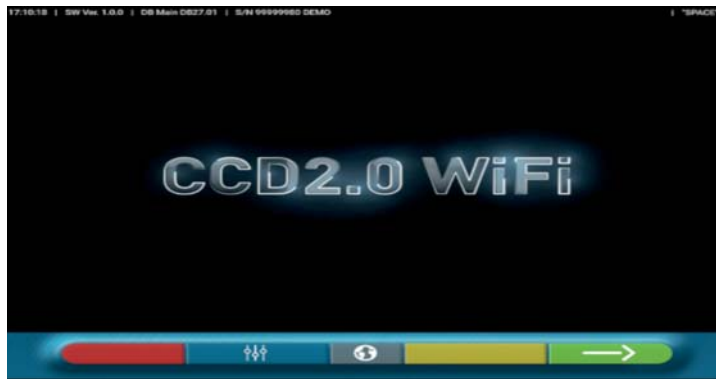 17:10:18 | SW Ver. 1.0.0 | DB Main DB27.01 | S/N 99999980 DEMO | "SPACE"
CCD2.0 WiFi